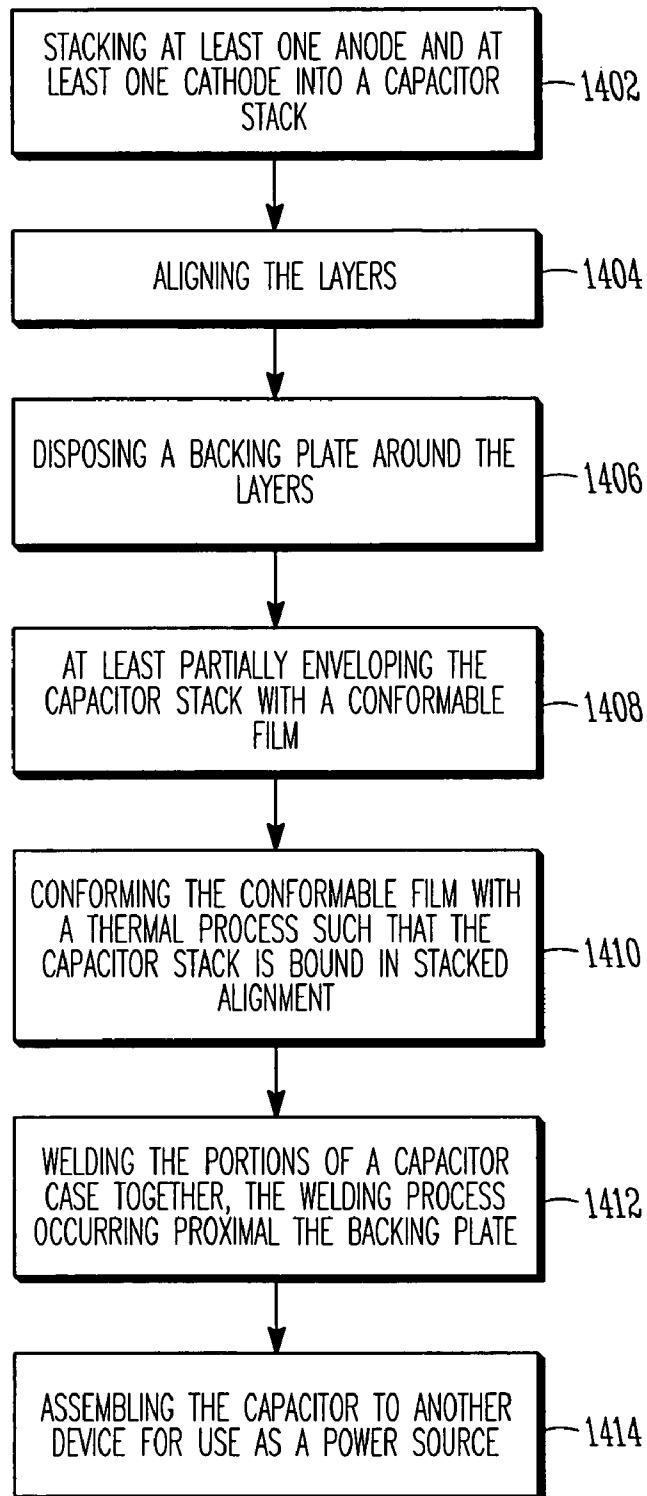 STACKING AT LEAST ONE ANODE AND AT
LEAST ONE CATHODE INTO A CAPACITOR
STACK
1402
ALIGNING THE LAYERS
1404
DISPOSING A BACKING PLATE AROUND THE
LAYERS
1406
AT LEAST PARTIALLY ENVELOPING THE
CAPACITOR STACK WITH A CONFORMABLE
FILM
1408
CONFORMING THE CONFORMABLE FILM WITH
A THERMAL PROCESS SUCH THAT THE
CAPACITOR STACK IS BOUND IN STACKED
ALIGNMENT
1410
WELDING THE PORTIONS OF A CAPACITOR
CASE TOGETHER, THE WELDING PROCESS
OCCURRING PROXIMAL THE BACKING PLATE
1412
ASSEMBLING THE CAPACITOR TO ANOTHER
DEVICE FOR USE AS A POWER SOURCE
1414